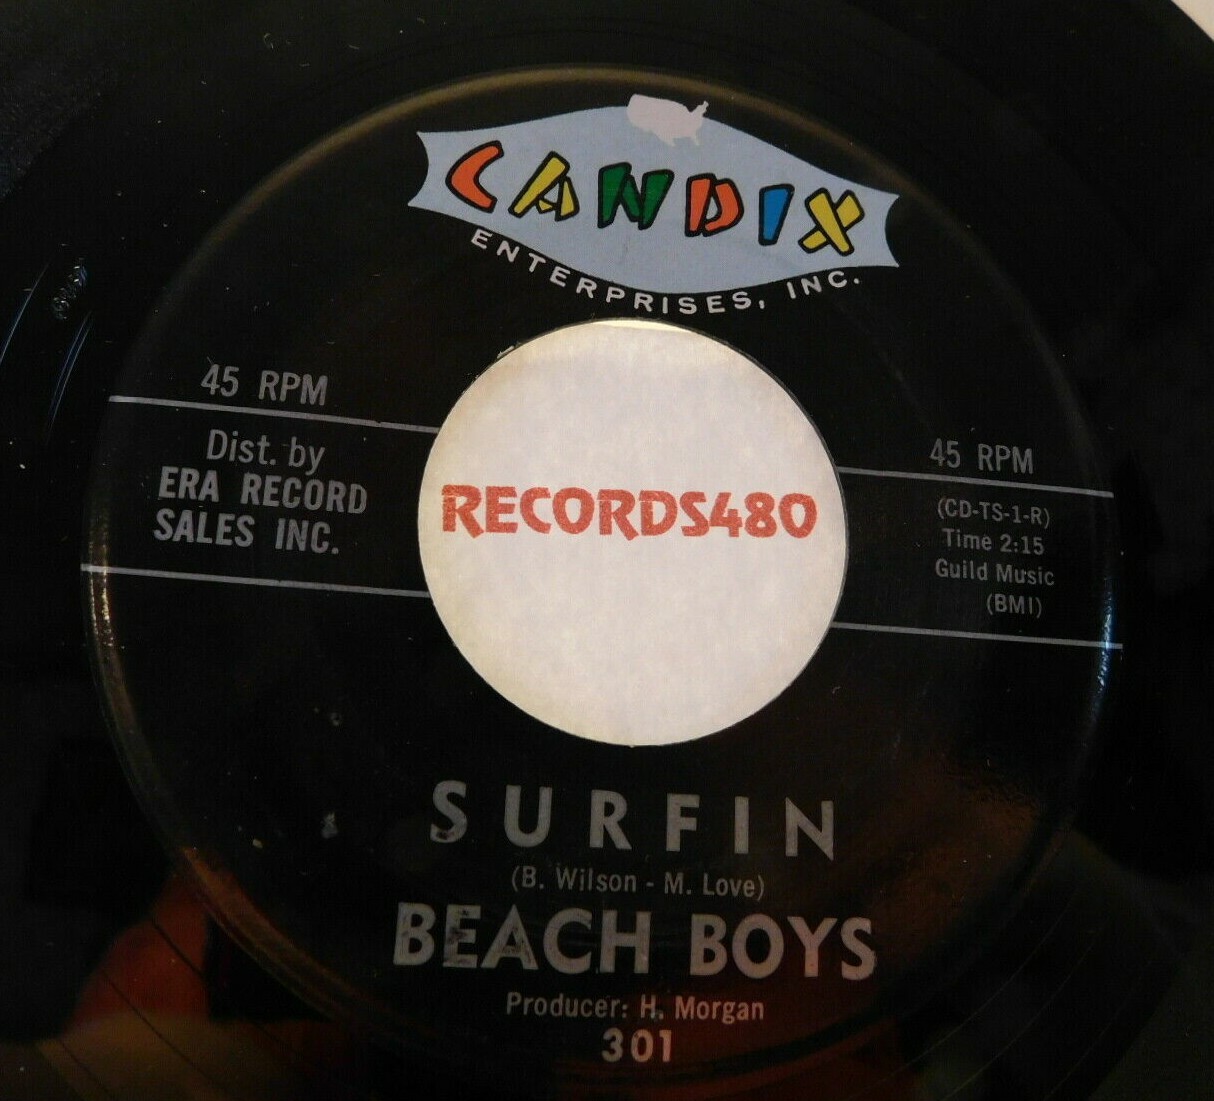 CANDIX
ENTERPRISES, INC.
45 RPM
Dist. by
ERA RECORD
SALES INC.
RECORDS480
45 RPM
(CD-TS-1-R)
Time 2:15
Guild Music
(BMI)
SURFIN
(B. Wilson - M. Love)
BEACH BOYS
Producer: H. Morgan
301